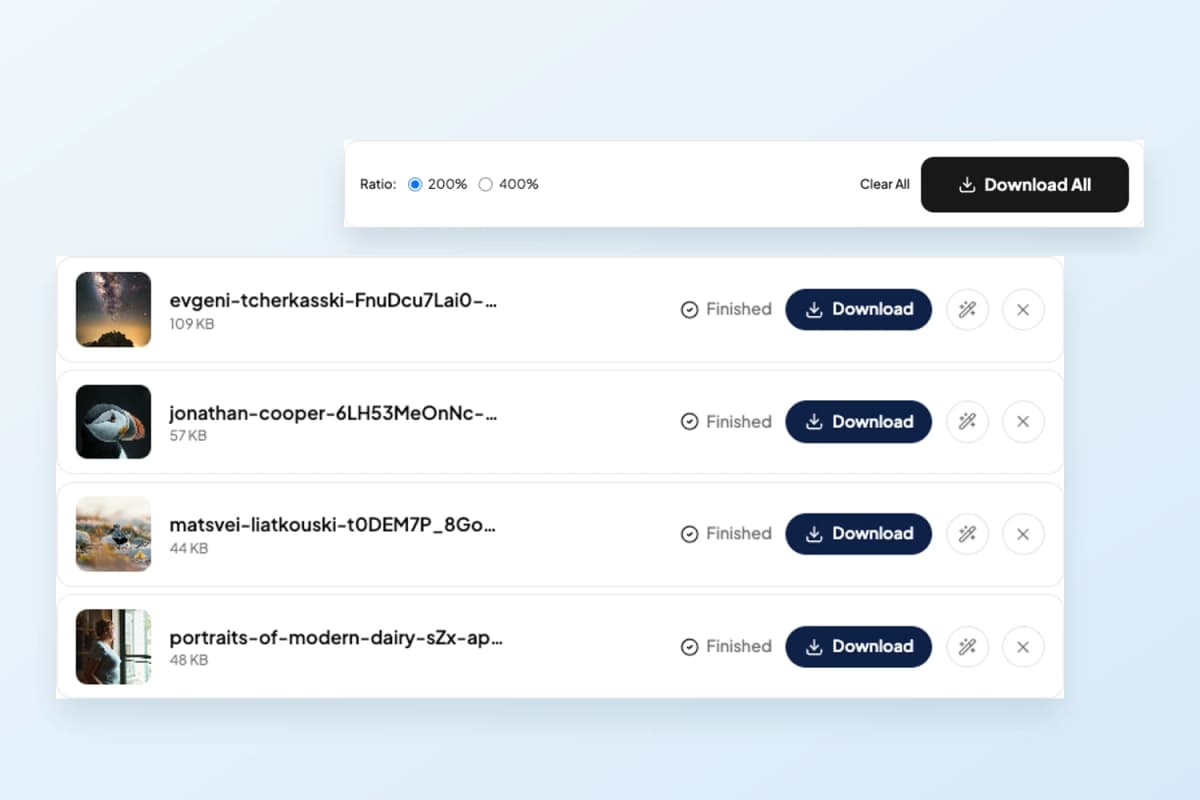 Ratio: 200% 400% Clear All Download All
evgeni-tcherkasski-FnuDcu7Lai0-... Finished Download
109 KB
jonathan-cooper-6LH53MeOnNc-... Finished Download
57 KB
matsvei-liatkouski-t0DEM7P_8Go... Finished Download
44 KB
portraits-of-modern-dairy-sZx-ap... Finished Download
48 KB